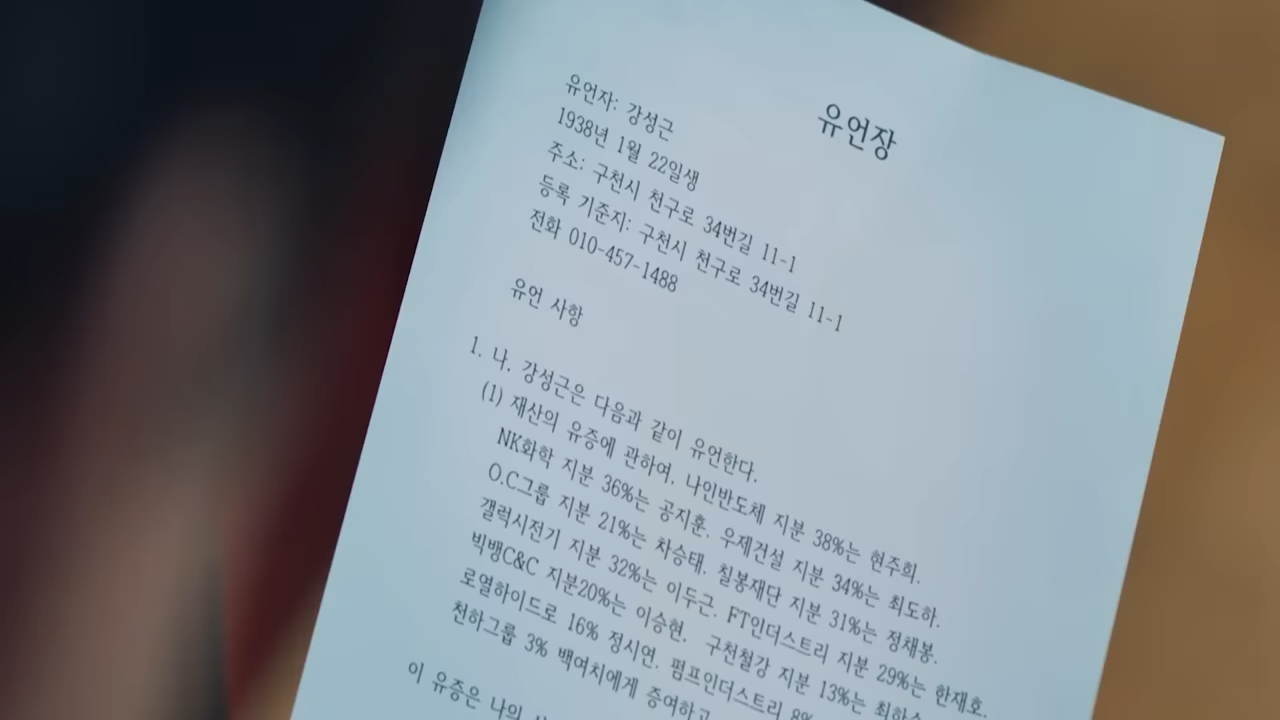 유언장
유언자: 강성근
1938년 1월 22일생
주소: 구천시 천구로 34번길 11-1
등록 기준지: 구천시 천구로 34번길 11-1
전화 010-457-1488
유언 사항
1. 나. 강성근은 다음과 같이 유언한다.
(1) 재산의 유증에 관하여, 나인반도체 지분 38%는 현주희.
NK화학 지분 36%는 공지훈. 우제건설 지분 34%는 최도하.
O.C그룹 지분 21%는 차승태. 칠봉재단 지분 31%는 정채봉.
갤럭시전기 지분 32%는 이두근. FT인더스트리 지분 29%는 한재호.
빅뱅C&C 지분20%는 이승현, 구천철강 지분 13%는
로열하이드로 16% 정시연. 펌프인더스트리 8%
천하그룹 3% 백여치에게 증여하고
이 유증은 나의